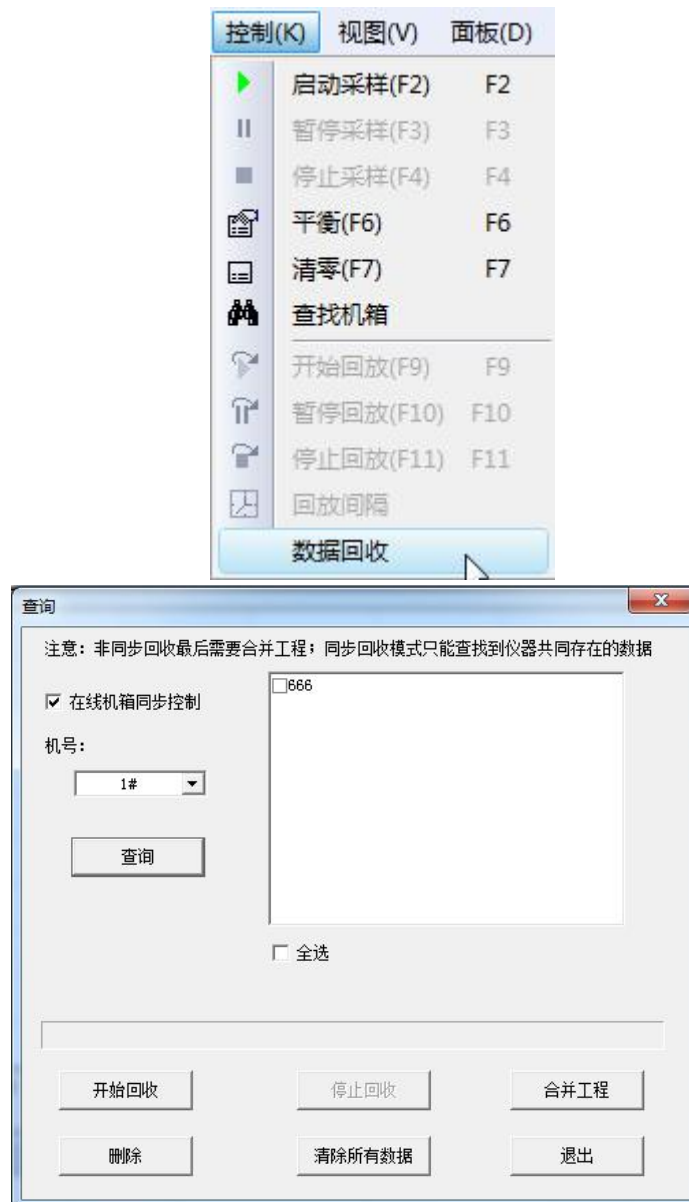 控制(K) 视图(V) 面板(D)
启动采样(F2) F2
暂停采样(F3) F3
停止采样(F4) F4
平衡(F6) F6
清零(F7) F7
查找机箱
开始回放(F9) F9
暂停回放(F10) F10
停止回放(F11) F11
回放间隔
数据回收
查询
注意：非同步回收最后需要合并工程；同步回收模式只能查找到仪器共同存在的数据
在线机箱同步控制
666
机号：
1#
查询
全选
开始回收 停止回收 合并工程
删除 清除所有数据 退出